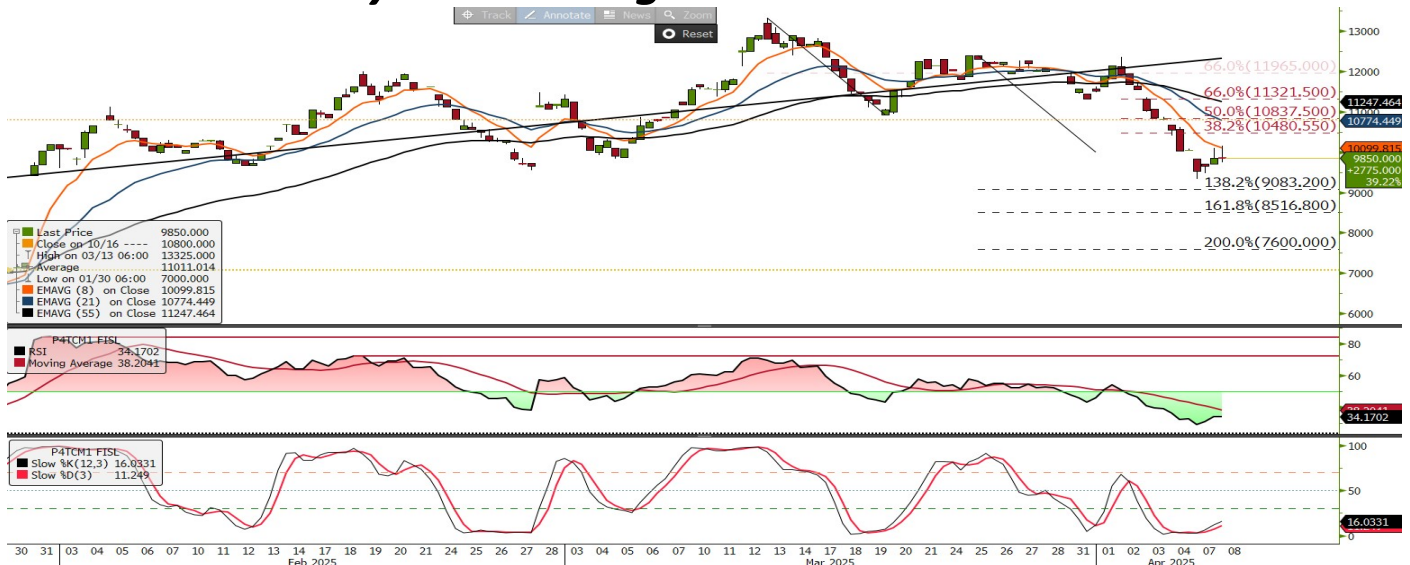 Track Annotate News Zoom
Reset
13000
12000
11000
9000
8000
7000
6000
66.0%(11965.000)
66.0%(11321.500)
50.0%(10837.500)
38.2%(10480.550)
138.2%(9083.200)
161.8%(8516.800)
200.0%(7600.000)
11247.464
10774.449
10099.815
9850.000
+2775.000
39.22%
Last Price 9850.000
Close on 10/16 ---- 10800.000
High on 03/13 06:00 13325.000
Average 11011.014
Low on 01/30 06:00 7000.000
EMAVG (8) on Close 10099.815
EMAVG (21) on Close 10774.449
EMAVG (55) on Close 11247.464
P4TCM1 FISL
RSI 34.1702
Moving Average 38.2041
80
60
38.2041
34.1702
P4TCM1 FISL
Slow %K(12,3) 16.0331
Slow %D(3) 11.249
100
50
16.0331
0
30 31 03 04 05 06 07 10 11 12 13 14 17 18 19 20 21 24 25 26 27 28 03 04 05 06 07 10 11 12 13 14 17 18 19 20 21 24 25 26 27 28 31 01 02 03 04 07 08
Feb 2025 Mar 2025 Apr 2025